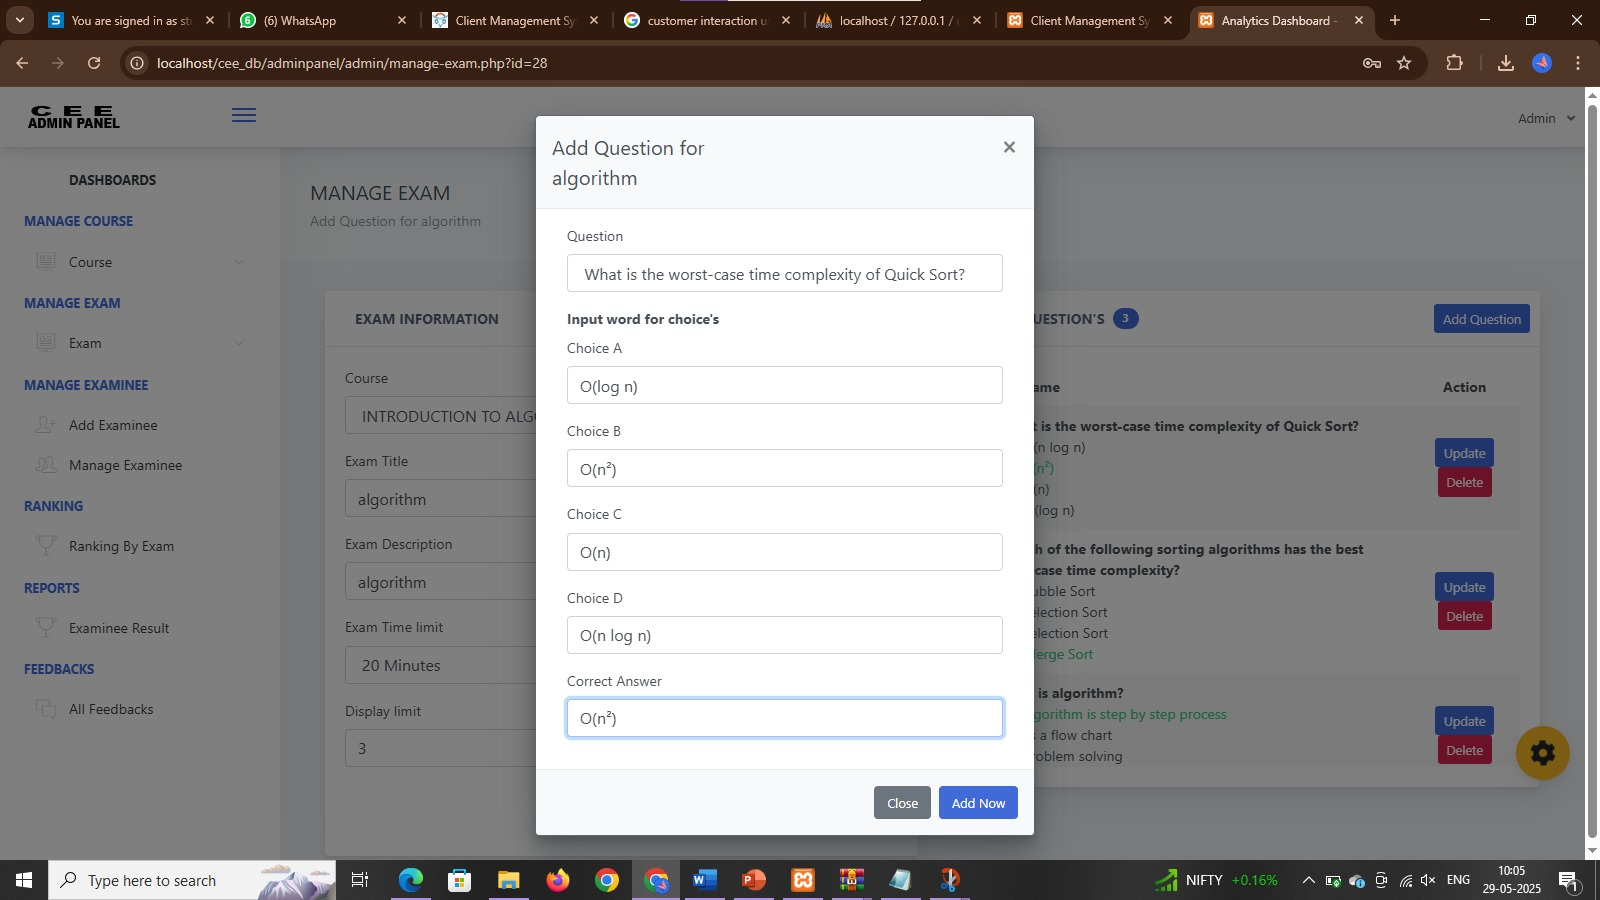 You are signed in as st
(6) WhatsApp
Client Management Sy
customer interaction u
localhost / 127.0.0.1 /
Client Management Sy
Analytics Dashboard -
localhost/cee_db/adminpanel/admin/manage-exam.php?id=28
C E E
ADMIN PANEL
Admin
DASHBOARDS
MANAGE COURSE
Course
MANAGE EXAM
Exam
MANAGE EXAMINEE
Add Examinee
Manage Examinee
RANKING
Ranking By Exam
REPORTS
Examinee Result
FEEDBACKS
All Feedbacks
MANAGE EXAM
Add Question for algorithm
EXAM INFORMATION
Course
INTRODUCTION TO ALG
Exam Title
algorithm
Exam Description
algorithm
Exam Time limit
20 Minutes
Display limit
3
Add Question for
algorithm
×
Question
What is the worst-case time complexity of Quick Sort?
Input word for choice's
Choice A
O(log n)
Choice B
O(n²)
Choice C
O(n)
Choice D
O(n log n)
Correct Answer
O(n²)
Close
Add Now
UESTION'S 3
Add Question
ame
Action
is the worst-case time complexity of Quick Sort?
(n log n)
(n²)
(n)
(log n)
Update
Delete
h of the following sorting algorithms has the best
case time complexity?
ubble Sort
election Sort
election Sort
erge Sort
Update
Delete
is algorithm?
gorithm is step by step process
a flow chart
roblem solving
Update
Delete
Type here to search
NIFTY +0.16%
ENG
10:05
29-05-2025
1